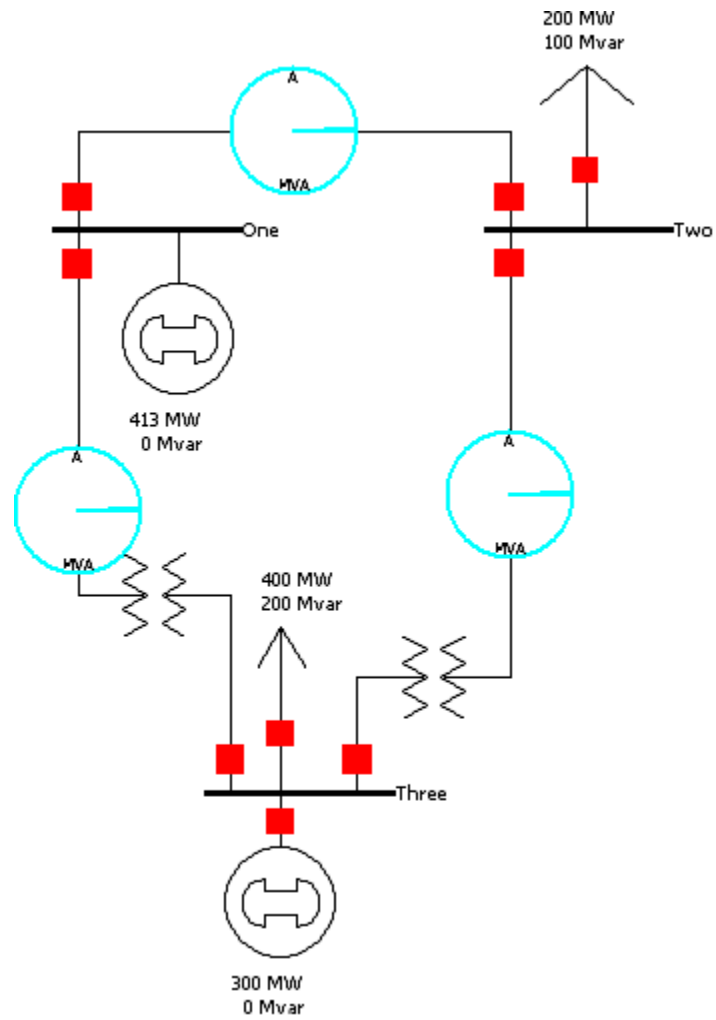 200 MW
100 Mvar
A
MVA
One
Two
413 MW
0 Mvar
A
MVA
A
MVA
400 MW
200 Mvar
Three
300 MW
0 Mvar